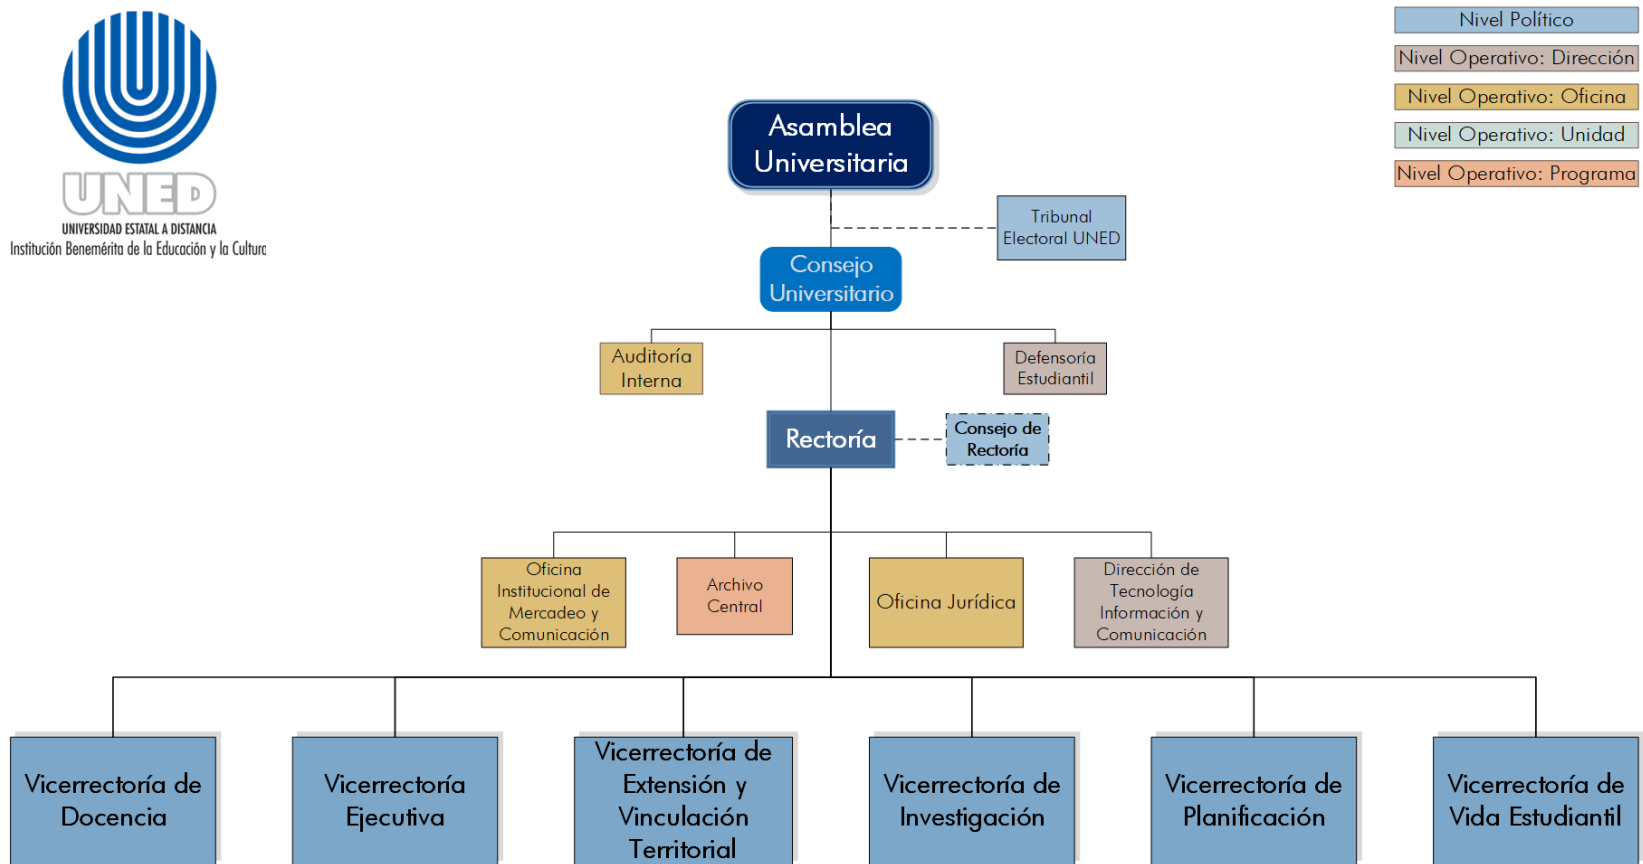 UNED
UNIVERSIDAD ESTATAL A DISTANCIA
Institución Benemérita de la Educación y la Cultura
Nivel Político
Nivel Operativo: Dirección
Nivel Operativo: Oficina
Nivel Operativo: Unidad
Nivel Operativo: Programa
Asamblea
Universitaria
Tribunal
Electoral UNED
Consejo
Universitario
Auditoría
Interna
Defensoría
Estudiantil
Rectoría
Consejo de
Rectoría
Oficina
Institucional de
Mercadeo y
Comunicación
Archivo
Central
Oficina Jurídica
Dirección de
Tecnología
Información y
Comunicación
Vicerrectoría de
Docencia
Vicerrectoría
Ejecutiva
Vicerrectoría de
Extensión y
Vinculación
Territorial
Vicerrectoría de
Investigación
Vicerrectoría de
Planificación
Vicerrectoría de
Vida Estudiantil